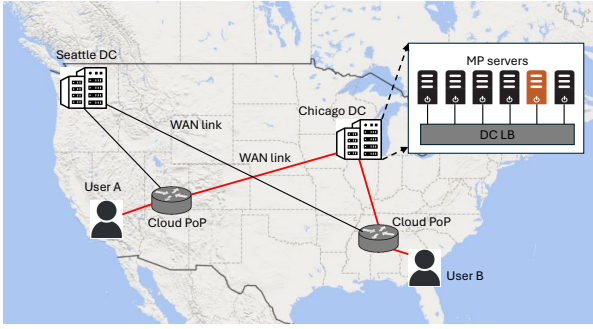 Seattle DC
MP servers
Chicago DC
WAN link
DC LB
WAN link
User A
Cloud PoP
Cloud PoP
User B